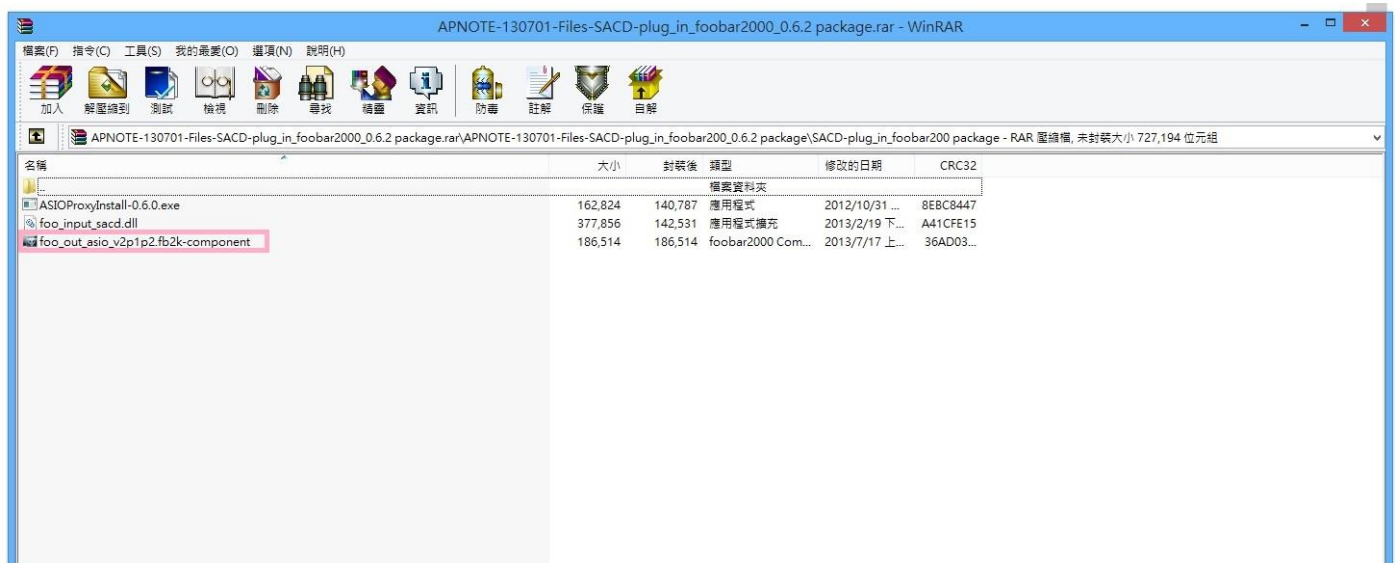 APNOTE-130701-Files-SACD-plug_in_foobar2000_0.6.2 package.rar - WinRAR
檔案(F) 指令(C) 工具(S) 我的最愛(O) 選項(N) 說明(H)
加入 解壓縮到 測試 檢視 刪除 尋找 精靈 資訊 防毒 註解 保護 自解
APNOTE-130701-Files-SACD-plug_in_foobar2000_0.6.2 package.rar\APNOTE-130701-Files-SACD-plug_in_foobar200_0.6.2 package\SACD-plug_in_foobar200 package - RAR 壓縮檔, 未封裝大小 727,194 位元組
名稱 大小 封裝後 類型 修改的日期 CRC32
.. 檔案資料夾
ASIOProxyInstall-0.6.0.exe 162,824 140,787 應用程式 2012/10/31 ... 8EBC8447
foo_input_sacd.dll 377,856 142,531 應用程式擴充 2013/2/19 下... A41CFE15
foo_out_asio_v2p1p2.fb2k-component 186,514 186,514 foobar2000 Com... 2013/7/17 上... 36AD03...